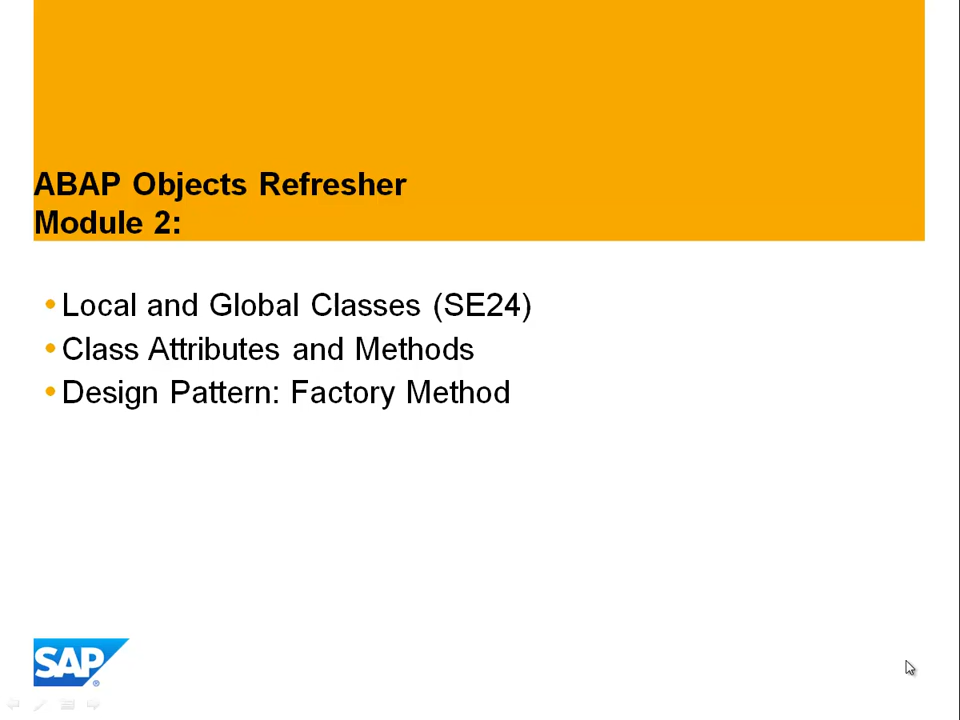 ABAP Objects Refresher
Module 2:
•Local and Global Classes (SE24)
•Class Attributes and Methods
•Design Pattern: Factory Method
SAP®